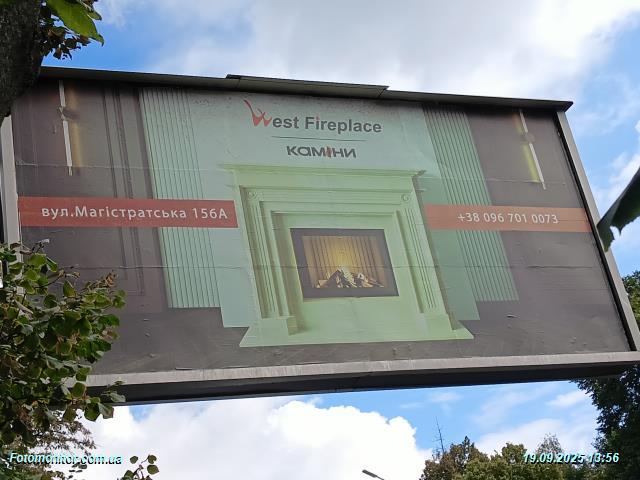 West Fireplace
КАМІНИ
вул.Магістратська 156А
+38 096 701 0073
Fotomonitor.com.ua
19.09.2025-13:56